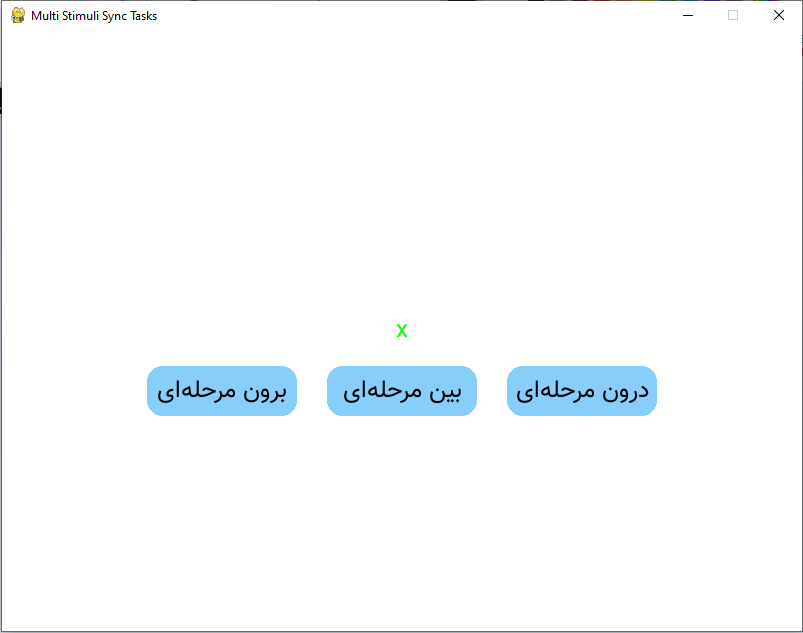 Multi Stimuli Sync Tasks
x
درون مرحله‌ای
بین مرحله‌ای
برون مرحله‌ای